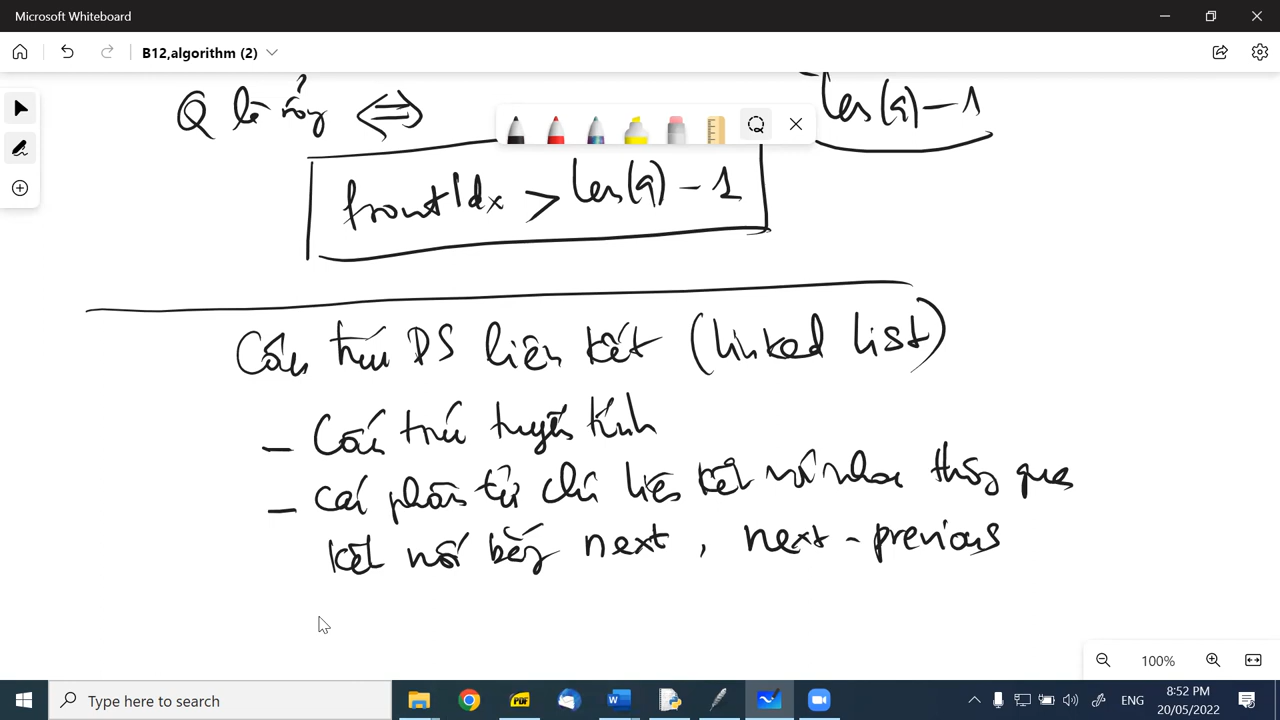 Microsoft Whiteboard
B12,algorithm (2)
Q là rỗng ⇔
len(q) - 1
frontIdx > len(q) - 1
Cấu trúc DS liên kết (linked list)
- Cấu trúc tuyến tính
- các phần tử chỉ liên kết với nhau thông qua
kết nối bằng next, next-previous
100%
Type here to search
PDF
ENG
8:52 PM
20/05/2022